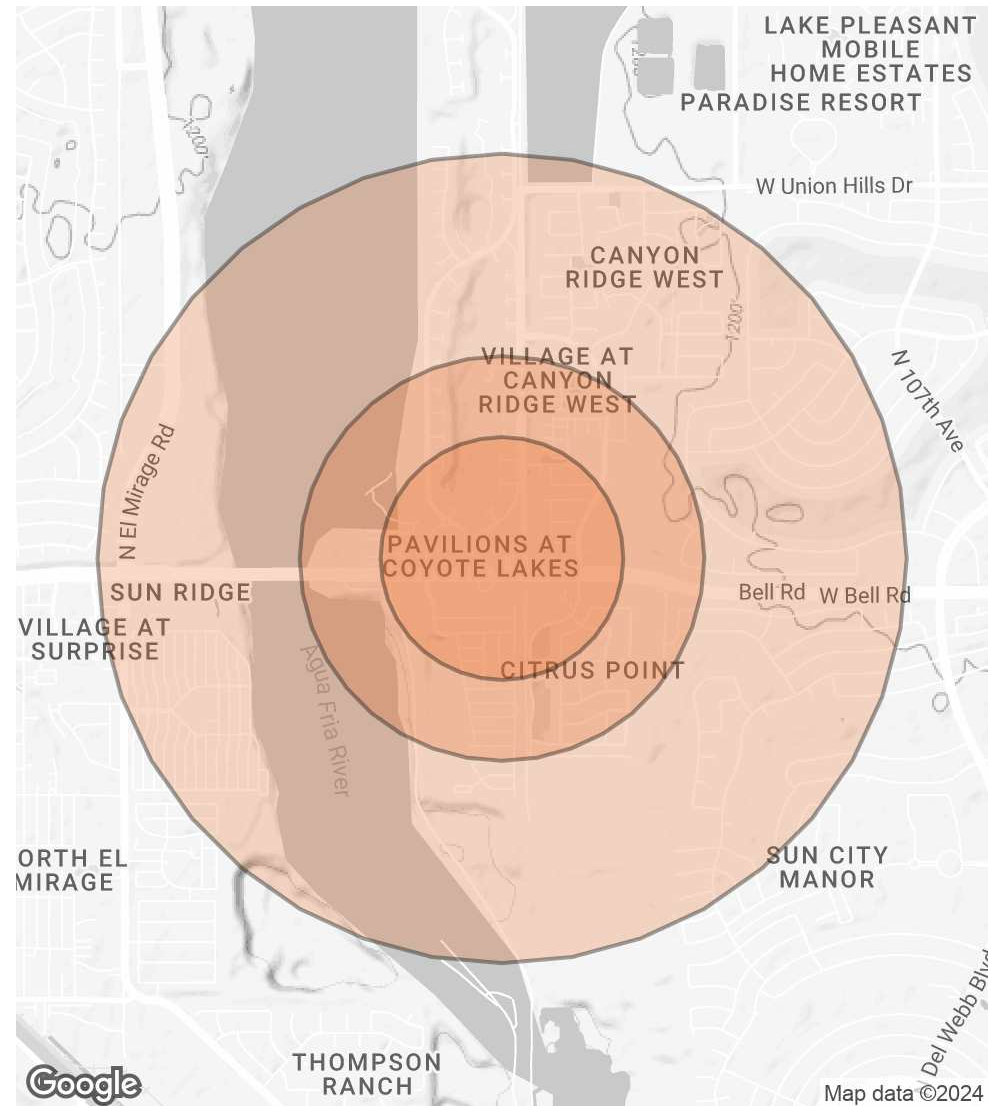 LAKE PLEASANT
MOBILE
HOME ESTATES
PARADISE RESORT
1200'
W Union Hills Dr
CANYON
RIDGE WEST
1200'
VILLAGE AT
CANYON
RIDGE WEST
N 107th Ave
N El Mirage Rd
PAVILIONS AT
COYOTE LAKES
SUN RIDGE
Bell Rd
W Bell Rd
VILLAGE AT
SURPRISE
CITRUS POINT
Agua Fria River
ORTH EL
MIRAGE
SUN CITY
MANOR
Del Webb Blvd
THOMPSON
RANCH
Google
Map data ©2024